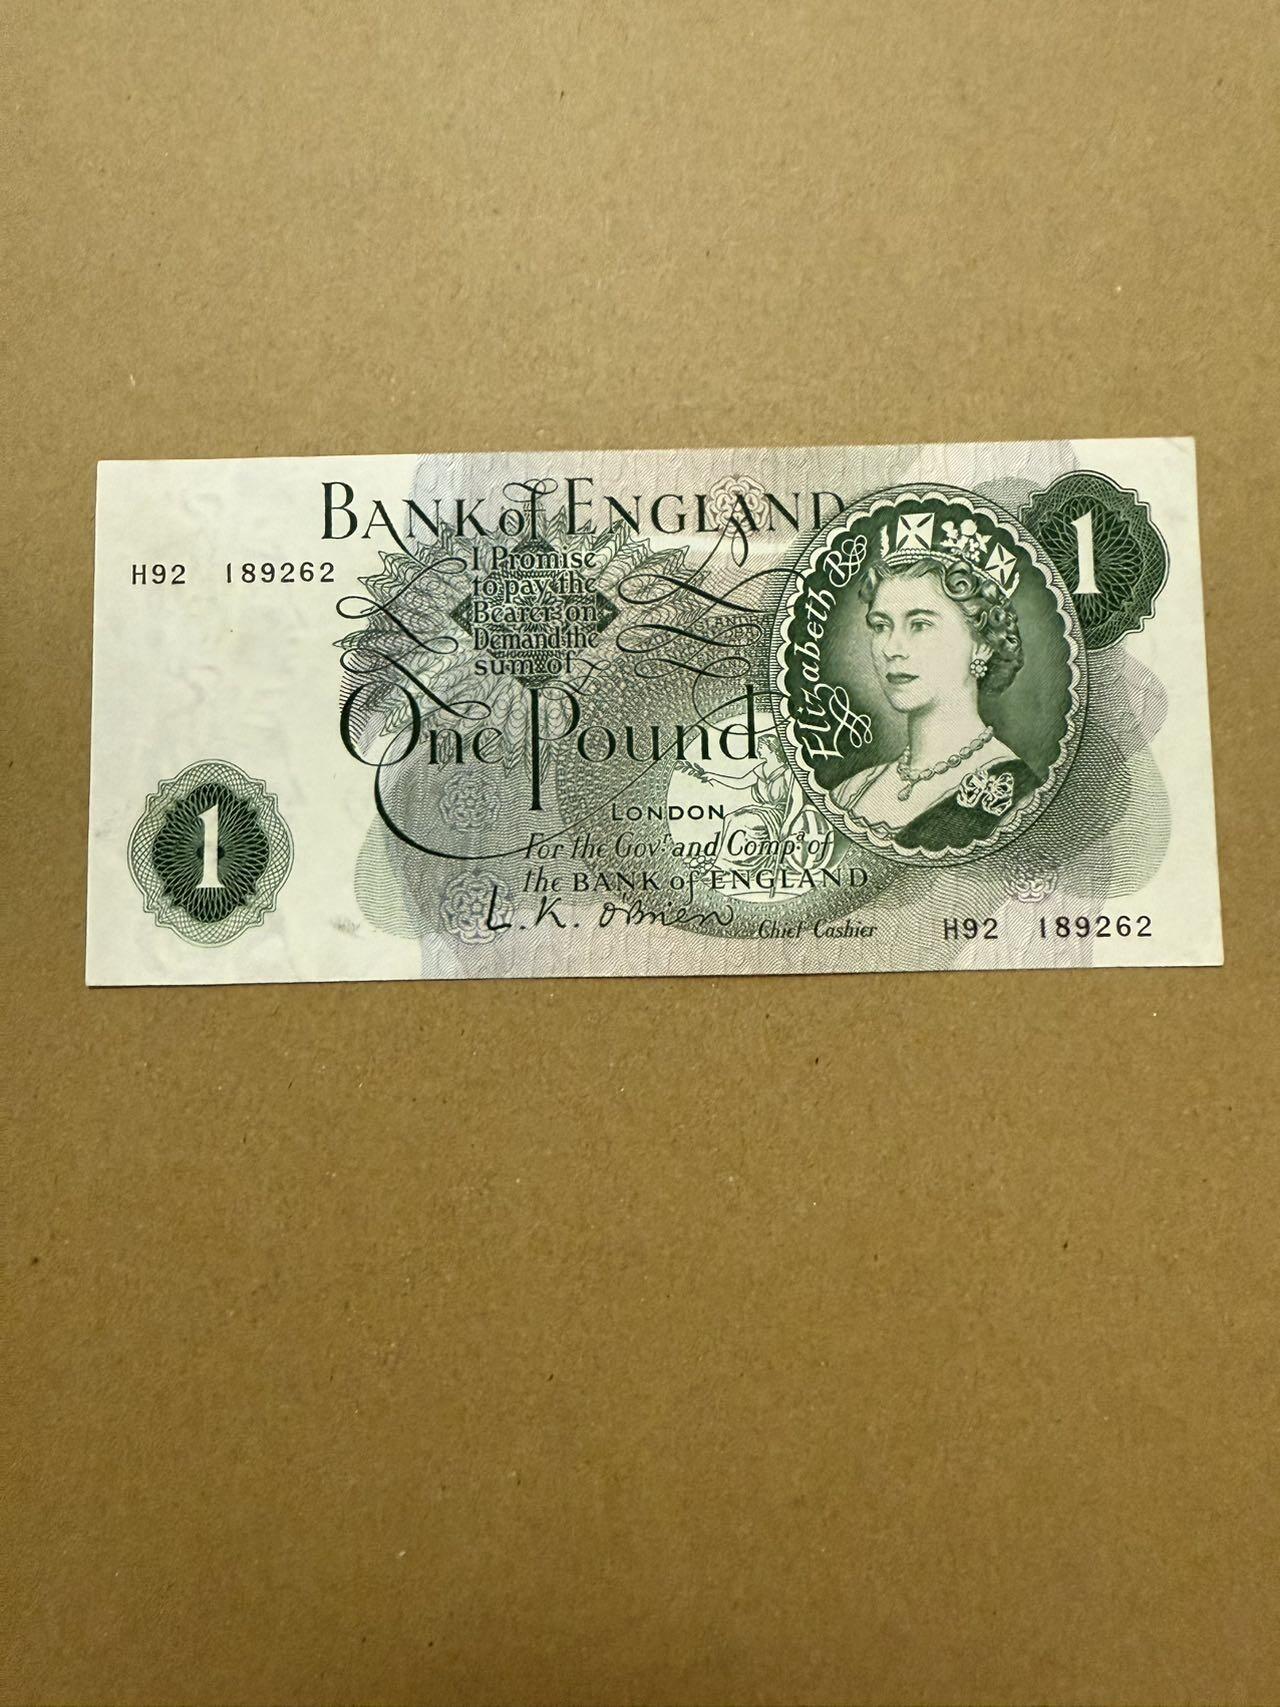 BANK of ENGLAND
1
H92 189262
I Promise
to pay the
Bearer on
Demand the
sum of
One Pound
Elizabeth R
LONDON
For the Govr. and Compa. of
the BANK of ENGLAND
L. K. O'Brien
Chief Cashier
1
H92 189262